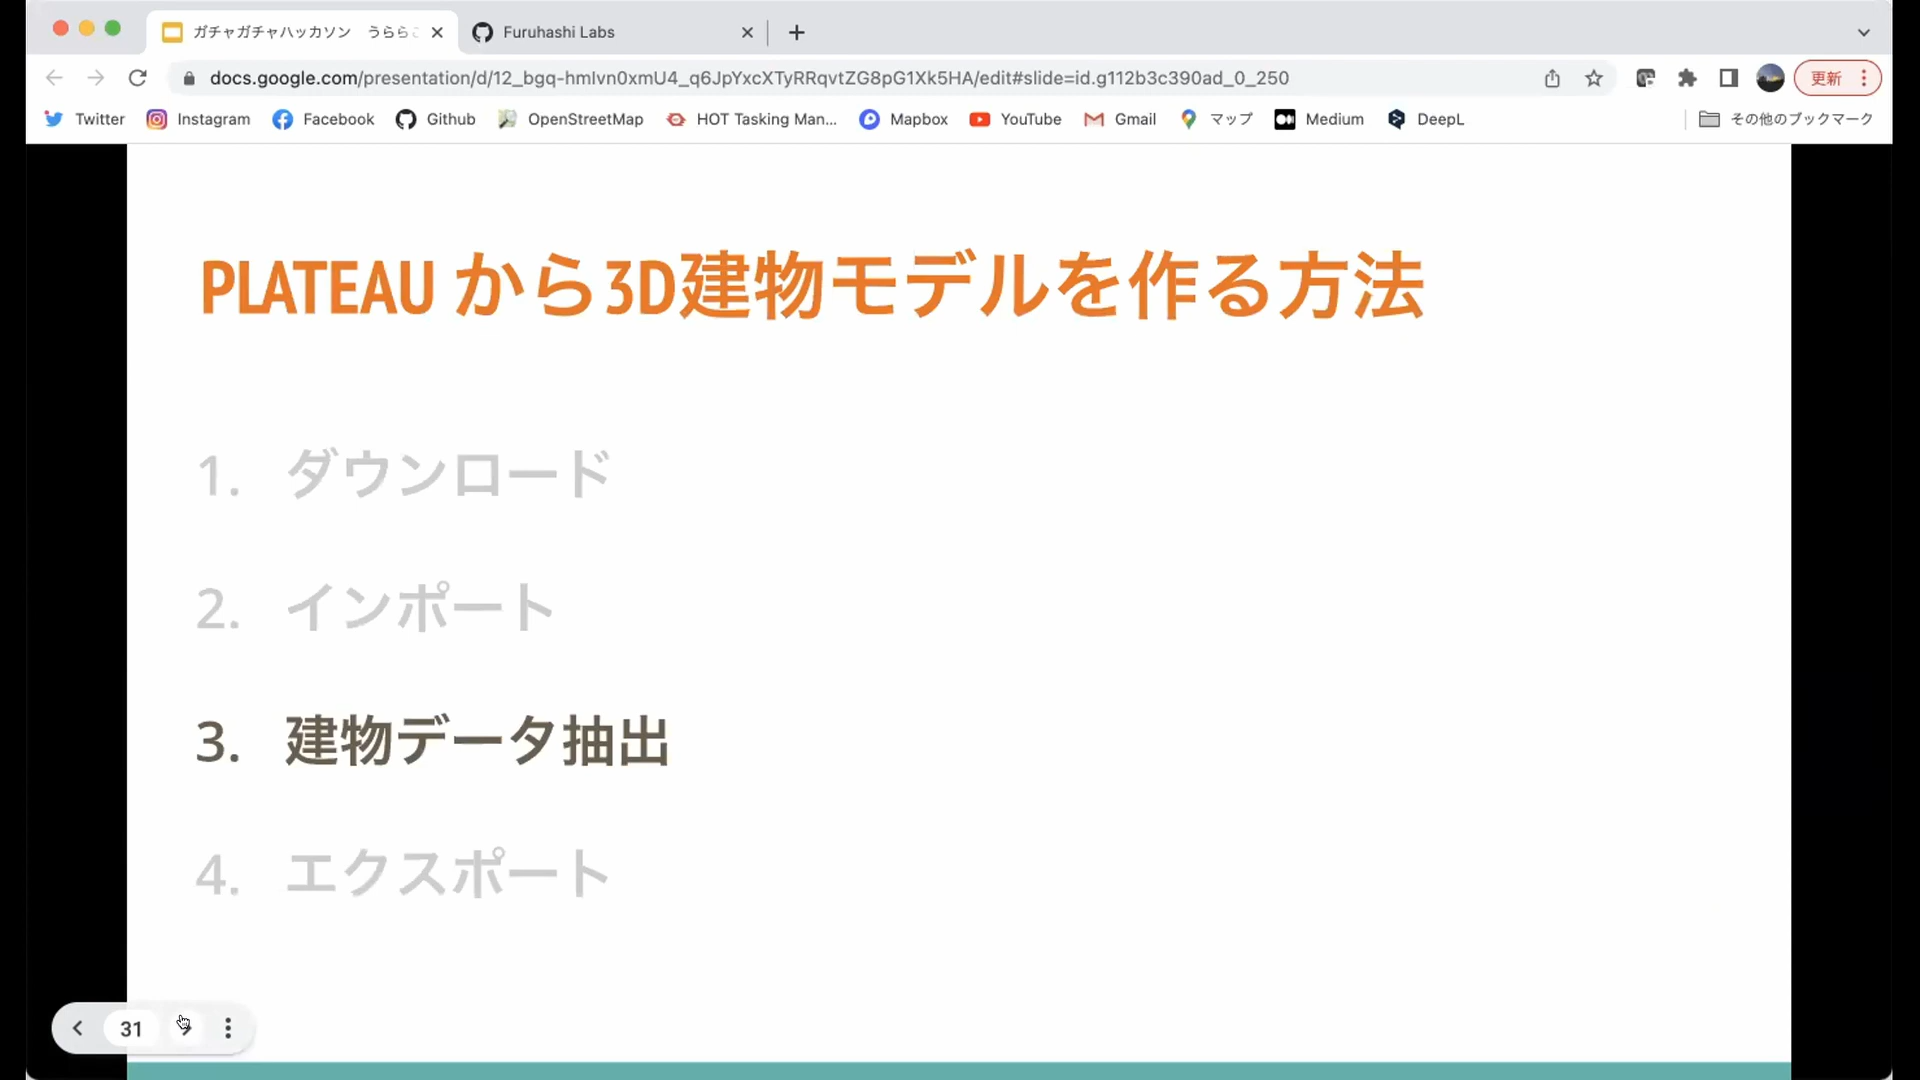 ガチャガチャハッカソン　うらら
Furuhashi Labs
docs.google.com/presentation/d/12_bgq-hmIvn0xmU4_q6JpYxcXTyRRqvtZG8pG1Xk5HA/edit#slide=id.g112b3c390ad_0_250
更新
Twitter Instagram Facebook Github OpenStreetMap HOT Tasking Man... Mapbox YouTube Gmail マップ Medium DeepL その他のブックマーク
PLATEAU から3D建物モデルを作る方法
1. ダウンロード
2. インポート
3. 建物データ抽出
4. エクスポート
31